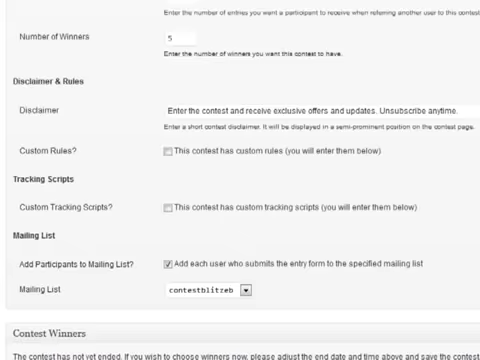 Enter the number of entries you want a participant to receive when referring another user to this contest
Number of Winners
5
Enter the number of winners you want this contest to have.
Disclaimer & Rules
Disclaimer
Enter the contest and receive exclusive offers and updates. Unsubscribe anytime.
Enter a short contest disclaimer. It will be displayed in a semi-prominent position on the contest page.
Custom Rules?
This contest has custom rules (you will enter them below)
Tracking Scripts
Custom Tracking Scripts?
This contest has custom tracking scripts (you will enter them below)
Mailing List
Add Participants to Mailing List?
Add each user who submits the entry form to the specified mailing list
Mailing List
contestblitreb
Contest Winners
The contest has not yet ended. If you wish to choose winners now, please adjust the end date and time above and save the contest